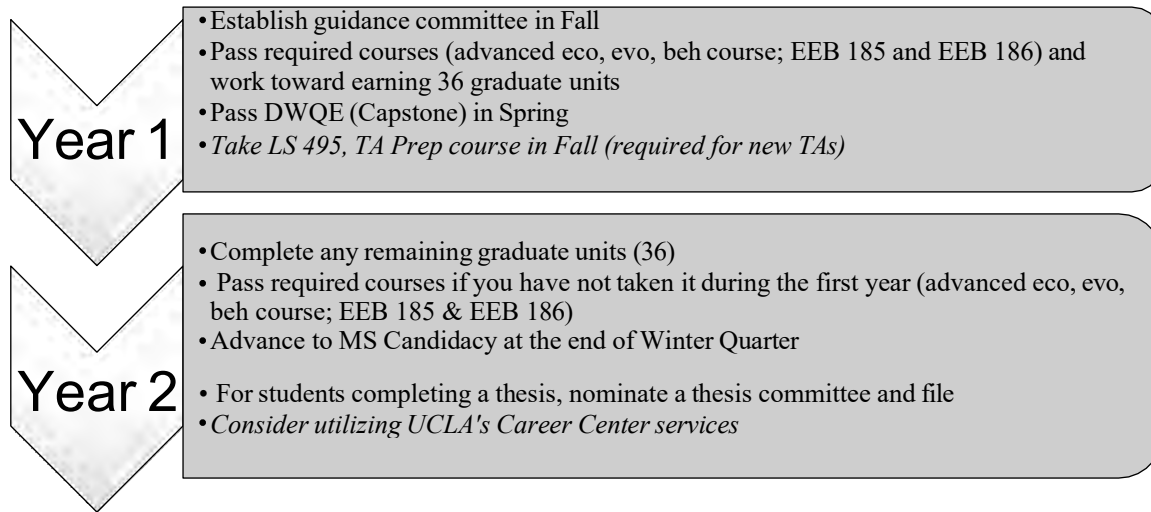 Year 1
•Establish guidance committee in Fall
•Pass required courses (advanced eco, evo, beh course; EEB 185 and EEB 186) and
work toward earning 36 graduate units
•Pass DWQE (Capstone) in Spring
•Take LS 495, TA Prep course in Fall (required for new TAs)
Year 2
•Complete any remaining graduate units (36)
• Pass required courses if you have not taken it during the first year (advanced eco, evo,
beh course; EEB 185 & EEB 186)
•Advance to MS Candidacy at the end of Winter Quarter
• For students completing a thesis, nominate a thesis committee and file
•Consider utilizing UCLA's Career Center services